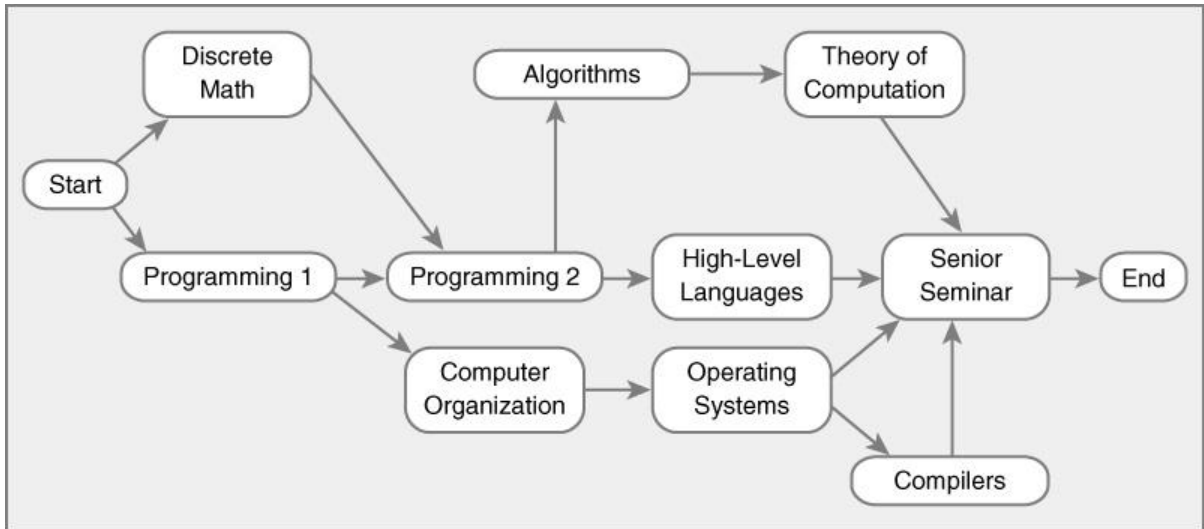 Discrete
Math
Algorithms
Theory of
Computation
Start
Programming 1
Programming 2
High-Level
Languages
Senior
Seminar
End
Computer
Organization
Operating
Systems
Compilers